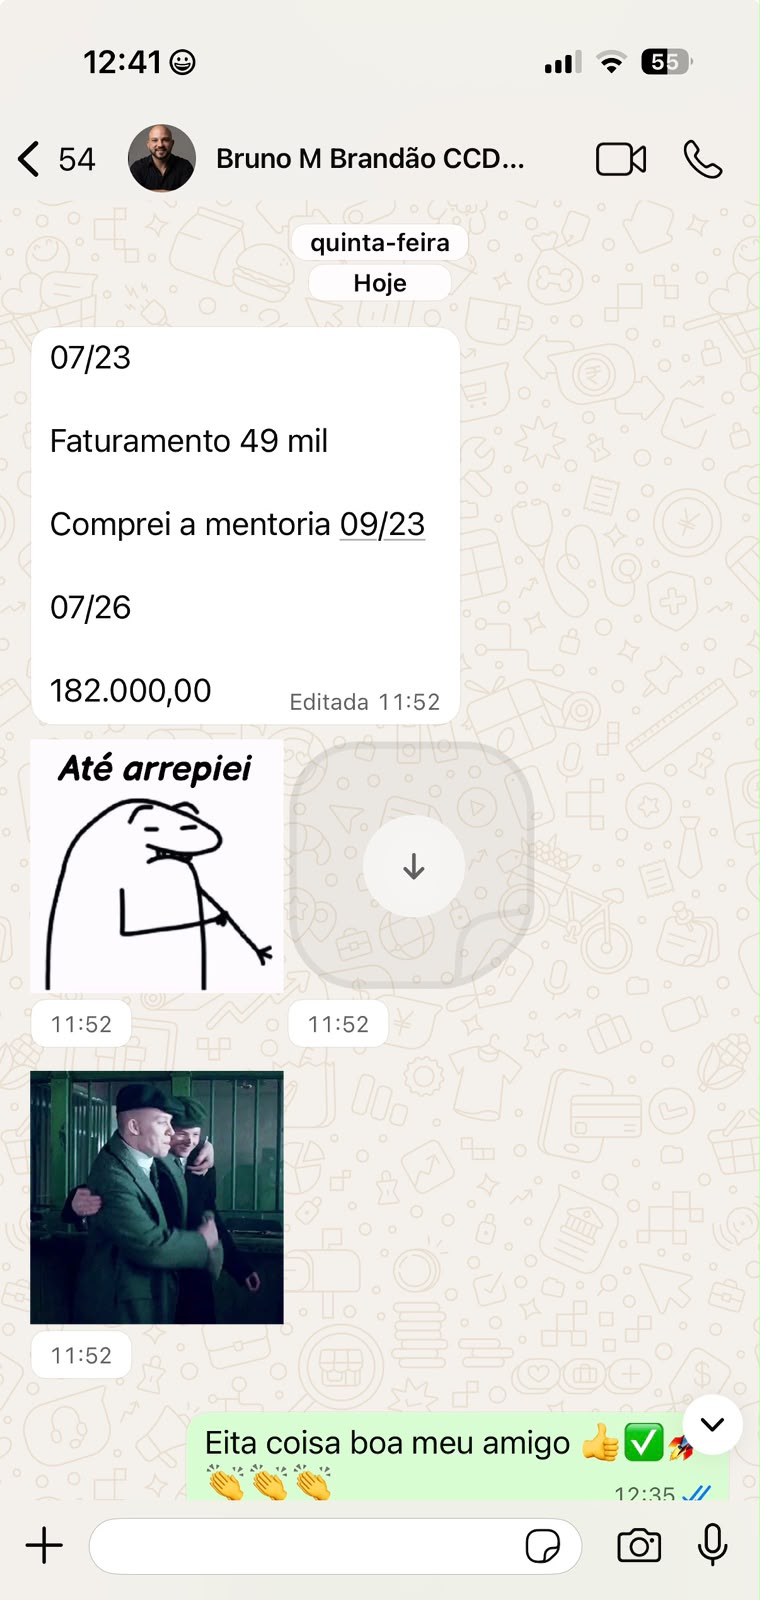 12:41
55
54
Bruno M Brandão CCD...
quinta-feira
Hoje
07/23
Faturamento 49 mil
Comprei a mentoria 09/23
07/26
182.000,00
Editada 11:52
Até arrepiei
11:52
11:52
11:52
Eita coisa boa meu amigo 👍✅🚀
👏👏👏
12:35